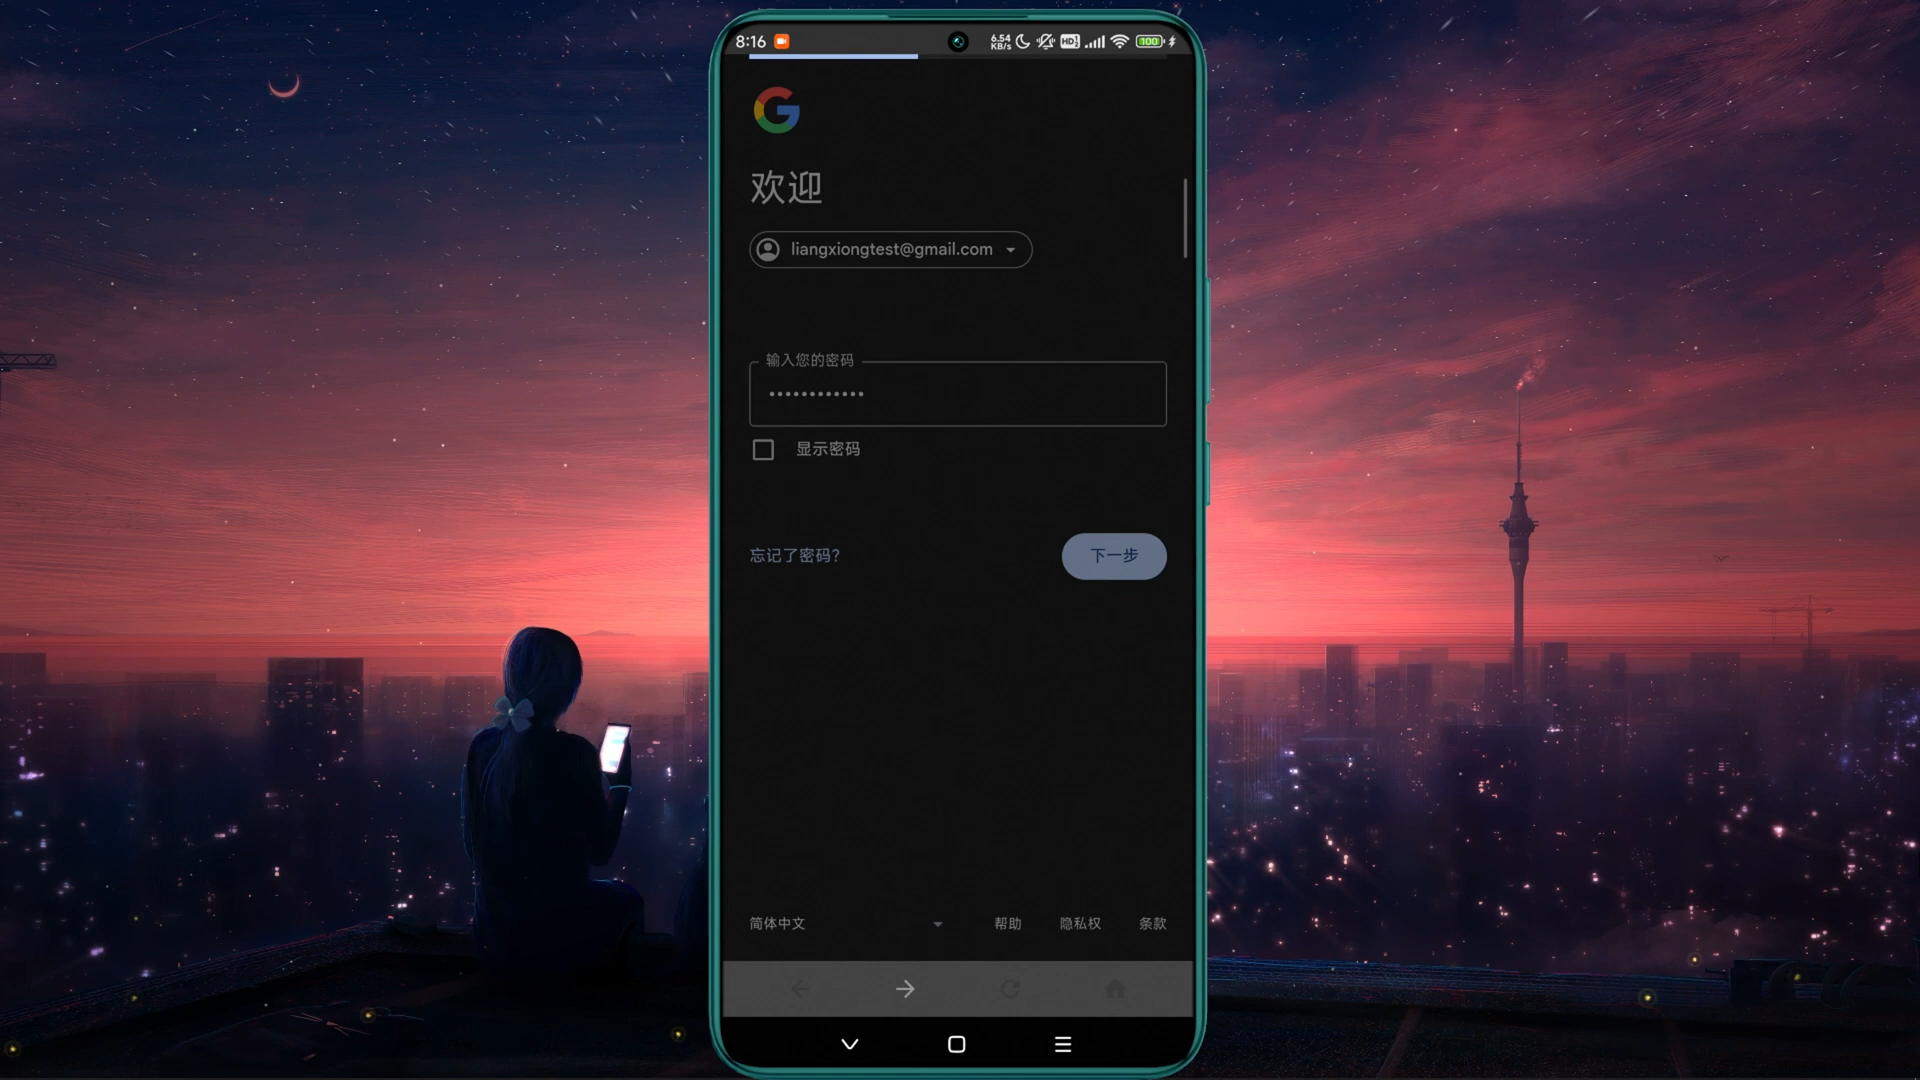 8:16
6.54
KB/s
HD
100
欢迎
liangxiongtest@gmail.com
输入您的密码
••••••••••••
显示密码
忘记了密码?
下一步
简体中文
帮助
隐私权
条款